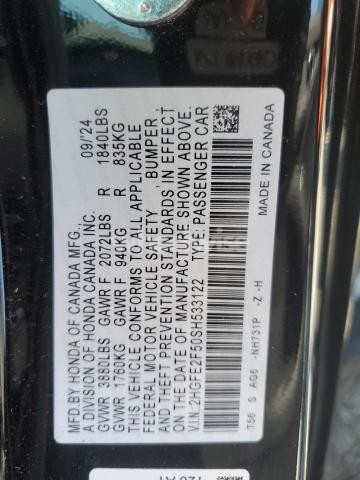 MFD.BY HONDA OF CANADA MFG.,
A DIVISION OF HONDA CANADA INC. 09/'24
GVWR 3880LBS GAWR F 2072LBS R 1840LBS
GVWR 1760KG GAWR F 940KG R 835KG
THIS VEHICLE CONFORMS TO ALL APPLICABLE
FEDERAL MOTOR VEHICLE SAFETY, BUMPER,
AND THEFT PREVENTION STANDARDS IN EFFECT
ON THE DATE OF MANUFACTURE SHOWN ABOVE.
V.I.N.:2HGFE2F50SH533122 TYPE: PASSENGER CAR
T56 S AG6 -NH731P -Z -H
MADE IN CANADA